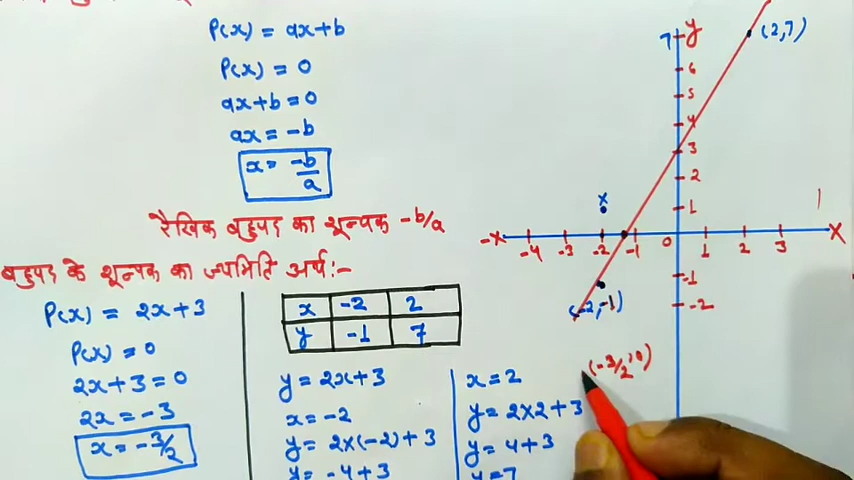 P(x) = ax+b
P(x) = 0
ax+b = 0
ax = -b
x = -b/a
रैखिक बहुपद का शून्यक -b/a
बहुपद के शून्यक का ज्यमिति अर्थ:-
P(x) = 2x+3
P(x) = 0
2x+3 = 0
2x = -3
x = -3/2
x -2 2
y -1 7
y = 2x+3
x = -2
y = 2x(-2)+3
y = -4+3
x = 2
y = 2x2+3
y = 4+3
y = 7
y
7
6
5
4
3
2
1
-1
-2
-X -4 -3 -2 -1 0 1 2 3 X
(2,7)
x
(-2,-1)
(-3/2,0)